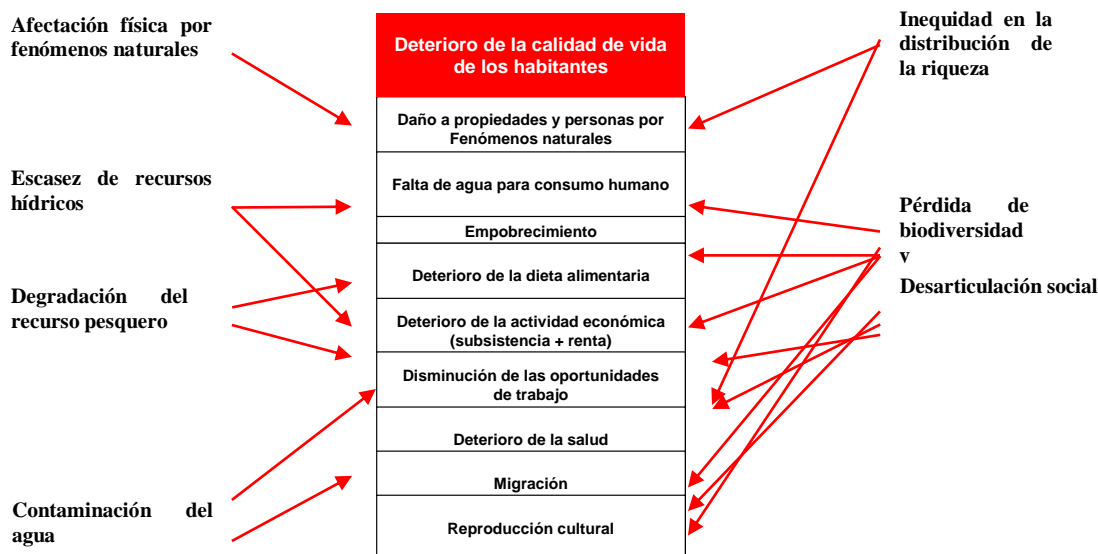 Afectación física por
fenómenos naturales
Escasez de recursos
hídricos
Degradación del
recurso pesquero
Contaminación del
agua
Deterioro de la calidad de vida
de los habitantes
Daño a propiedades y personas por
Fenómenos naturales
Falta de agua para consumo humano
Empobrecimiento
Deterioro de la dieta alimentaria
Deterioro de la actividad económica
(subsistencia + renta)
Disminución de las oportunidades
de trabajo
Deterioro de la salud
Migración
Reproducción cultural
Inequidad en la
distribución de
la riqueza
Pérdida de
biodiversidad
v
Desarticulación social